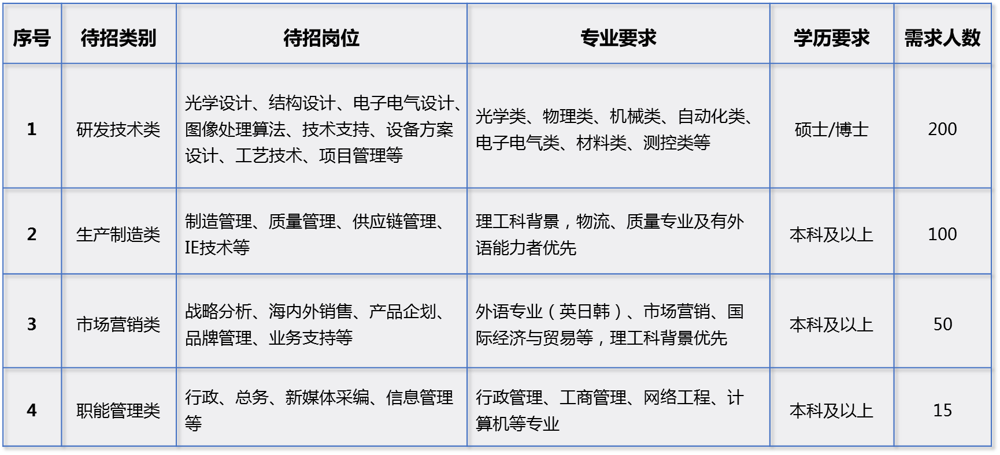 序号 待招类别 待招岗位 专业要求 学历要求 需求人数
1 研发技术类
光学设计、结构设计、电子电气设计、
图像处理算法、技术支持、设备方案
设计、工艺技术、项目管理等
光学类、物理类、机械类、自动化类、
电子电气类、材料类、测控类等
硕士/博士 200
2 生产制造类
制造管理、质量管理、供应链管理、
IE技术等
理工科背景，物流、质量专业及有外
语能力者优先
本科及以上 100
3 市场营销类
战略分析、海内外销售、产品企划、
品牌管理、业务支持等
外语专业（英日韩）、市场营销、国
际经济与贸易等，理工科背景优先
本科及以上 50
4 职能管理类
行政、总务、新媒体采编、信息管理
等
行政管理、工商管理、网络工程、计
算机等专业
本科及以上 15